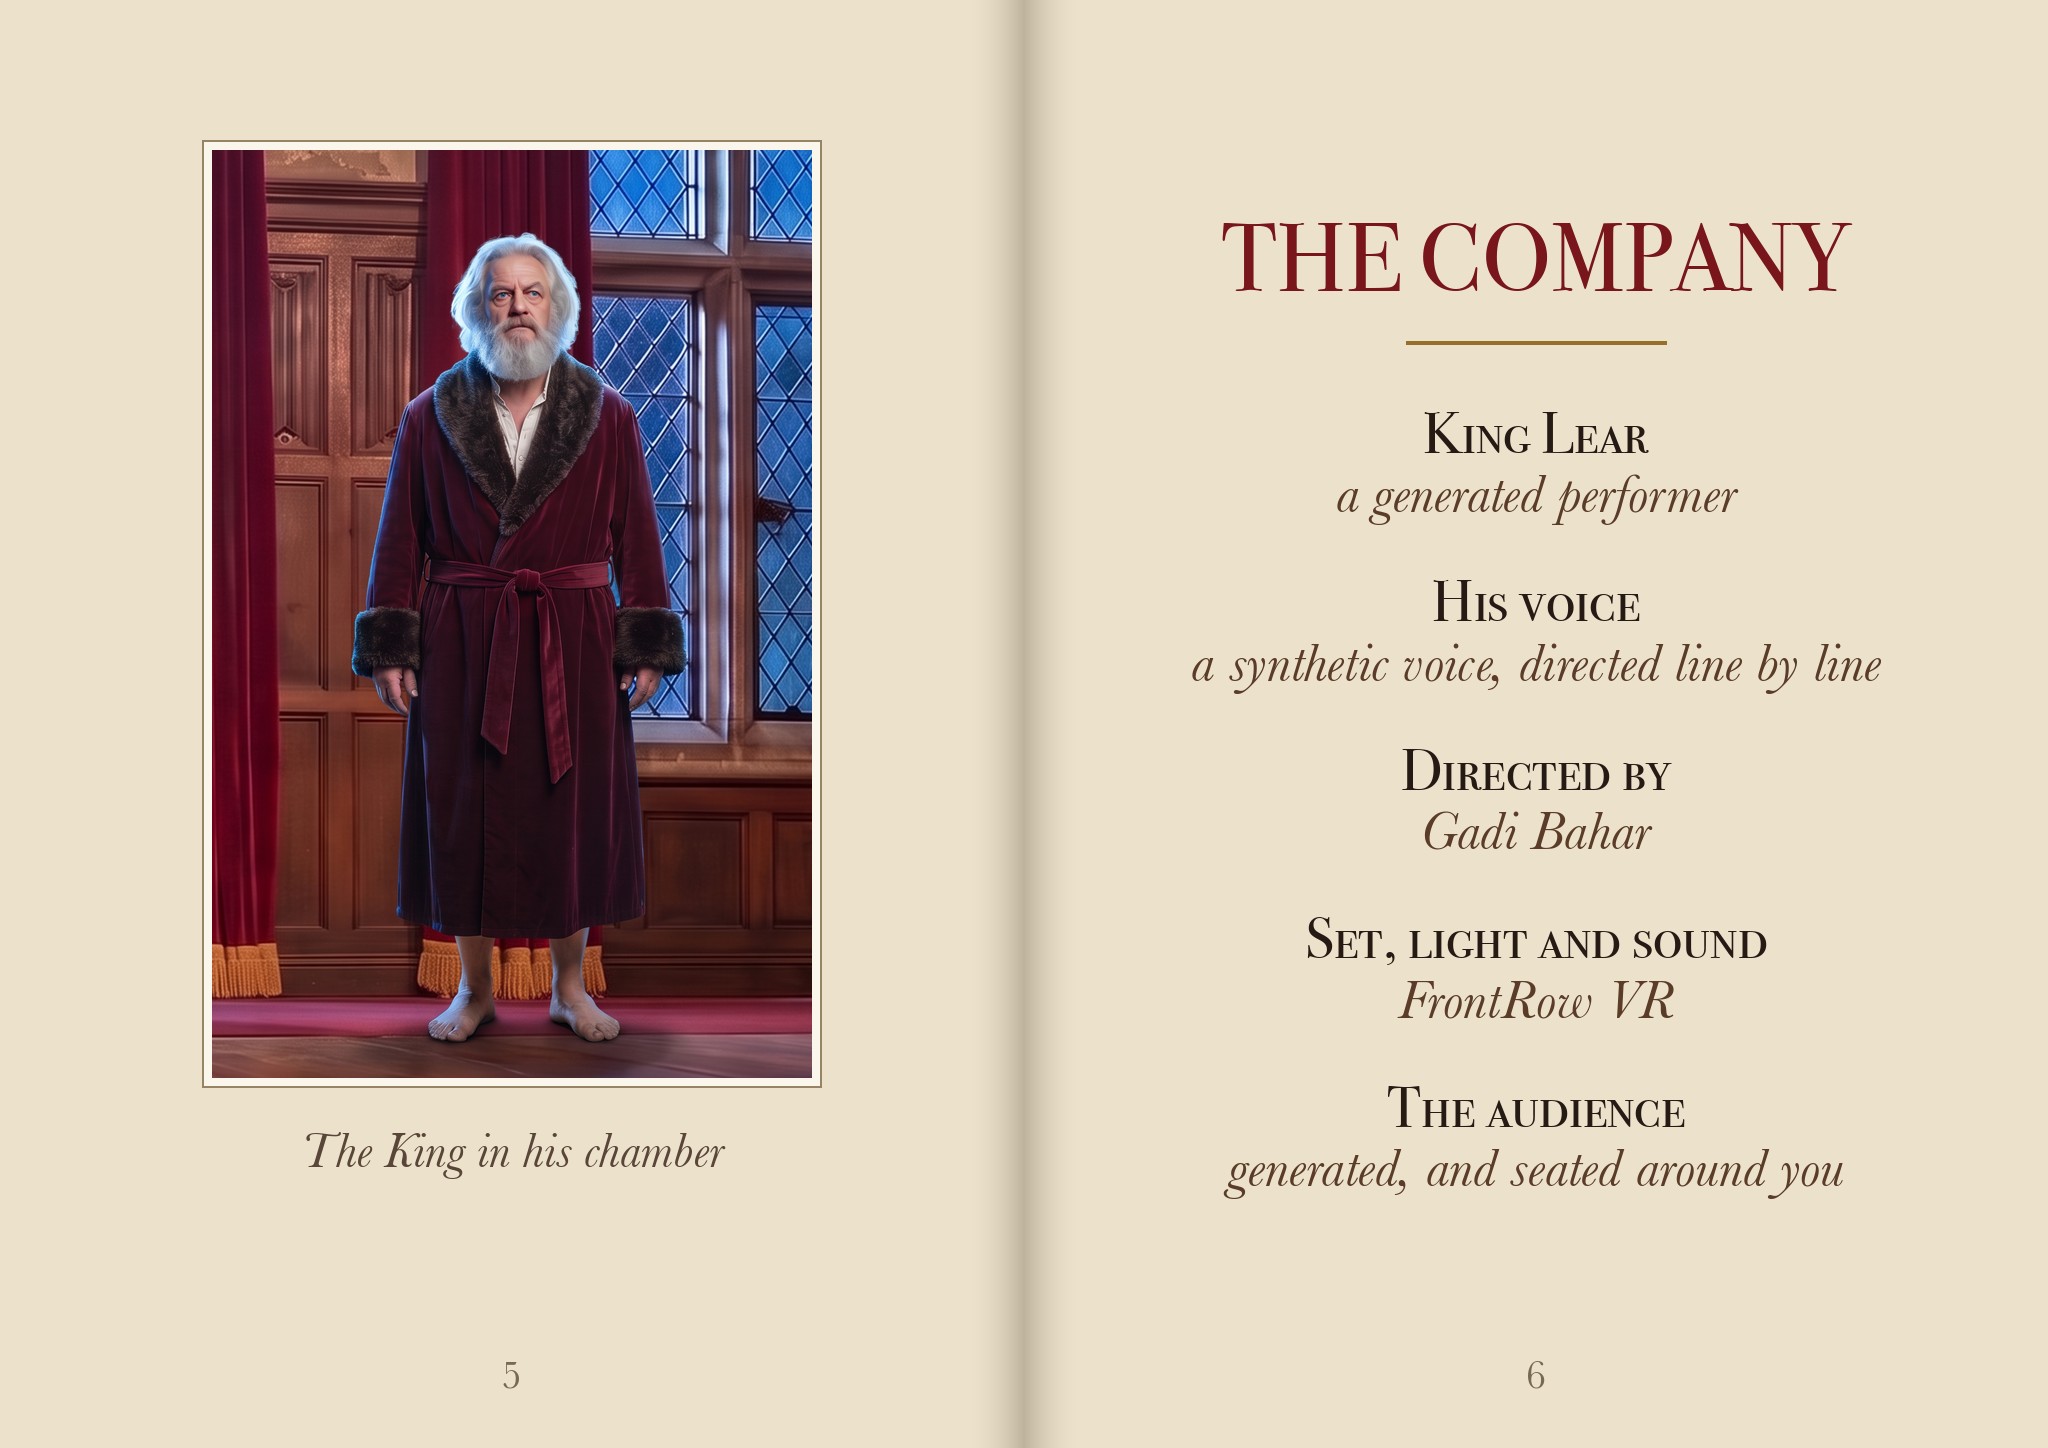 The King in his chamber
5
THE COMPANY
King Lear
a generated performer
His voice
a synthetic voice, directed line by line
Directed by
Gadi Bahar
Set, light and sound
FrontRow VR
The audience
generated, and seated around you
6